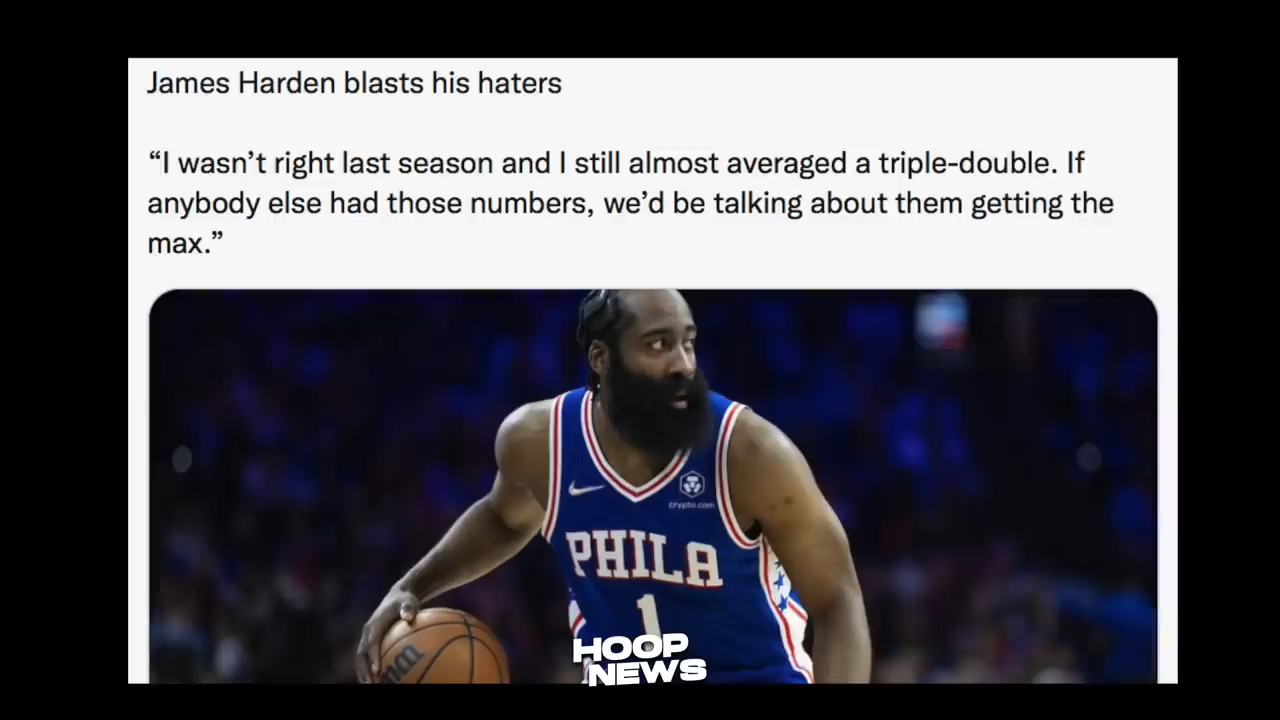 James Harden blasts his haters
“I wasn’t right last season and I still almost averaged a triple-double. If
anybody else had those numbers, we’d be talking about them getting the
max.”
crypto.com
PHILA
1
HOOP
NEWS